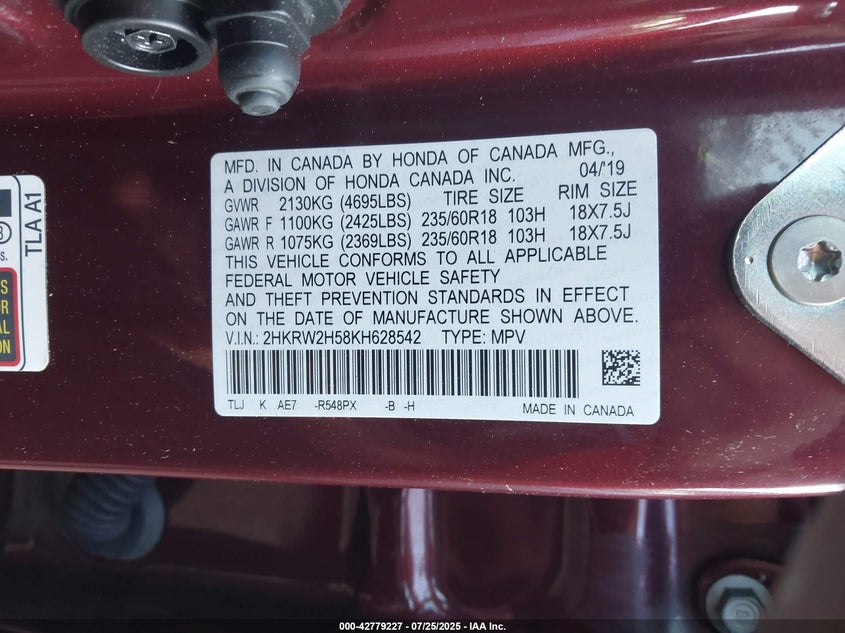 MFD. IN CANADA BY HONDA OF CANADA MFG.,
A DIVISION OF HONDA CANADA INC. 04/'19
GVWR 2130KG (4695LBS) TIRE SIZE RIM SIZE
GAWR F 1100KG (2425LBS) 235/60R18 103H 18X7.5J
GAWR R 1075KG (2369LBS) 235/60R18 103H 18X7.5J
THIS VEHICLE CONFORMS TO ALL APPLICABLE
FEDERAL MOTOR VEHICLE SAFETY
AND THEFT PREVENTION STANDARDS IN EFFECT
ON THE DATE OF MANUFACTURE SHOWN ABOVE.
V.I.N.: 2HKRW2H58KH628542 TYPE: MPV
TLJ K AE7 -R548PX -B -H MADE IN CANADA
TLA A1
000-42779227 - 07/25/2025 - IAA Inc.